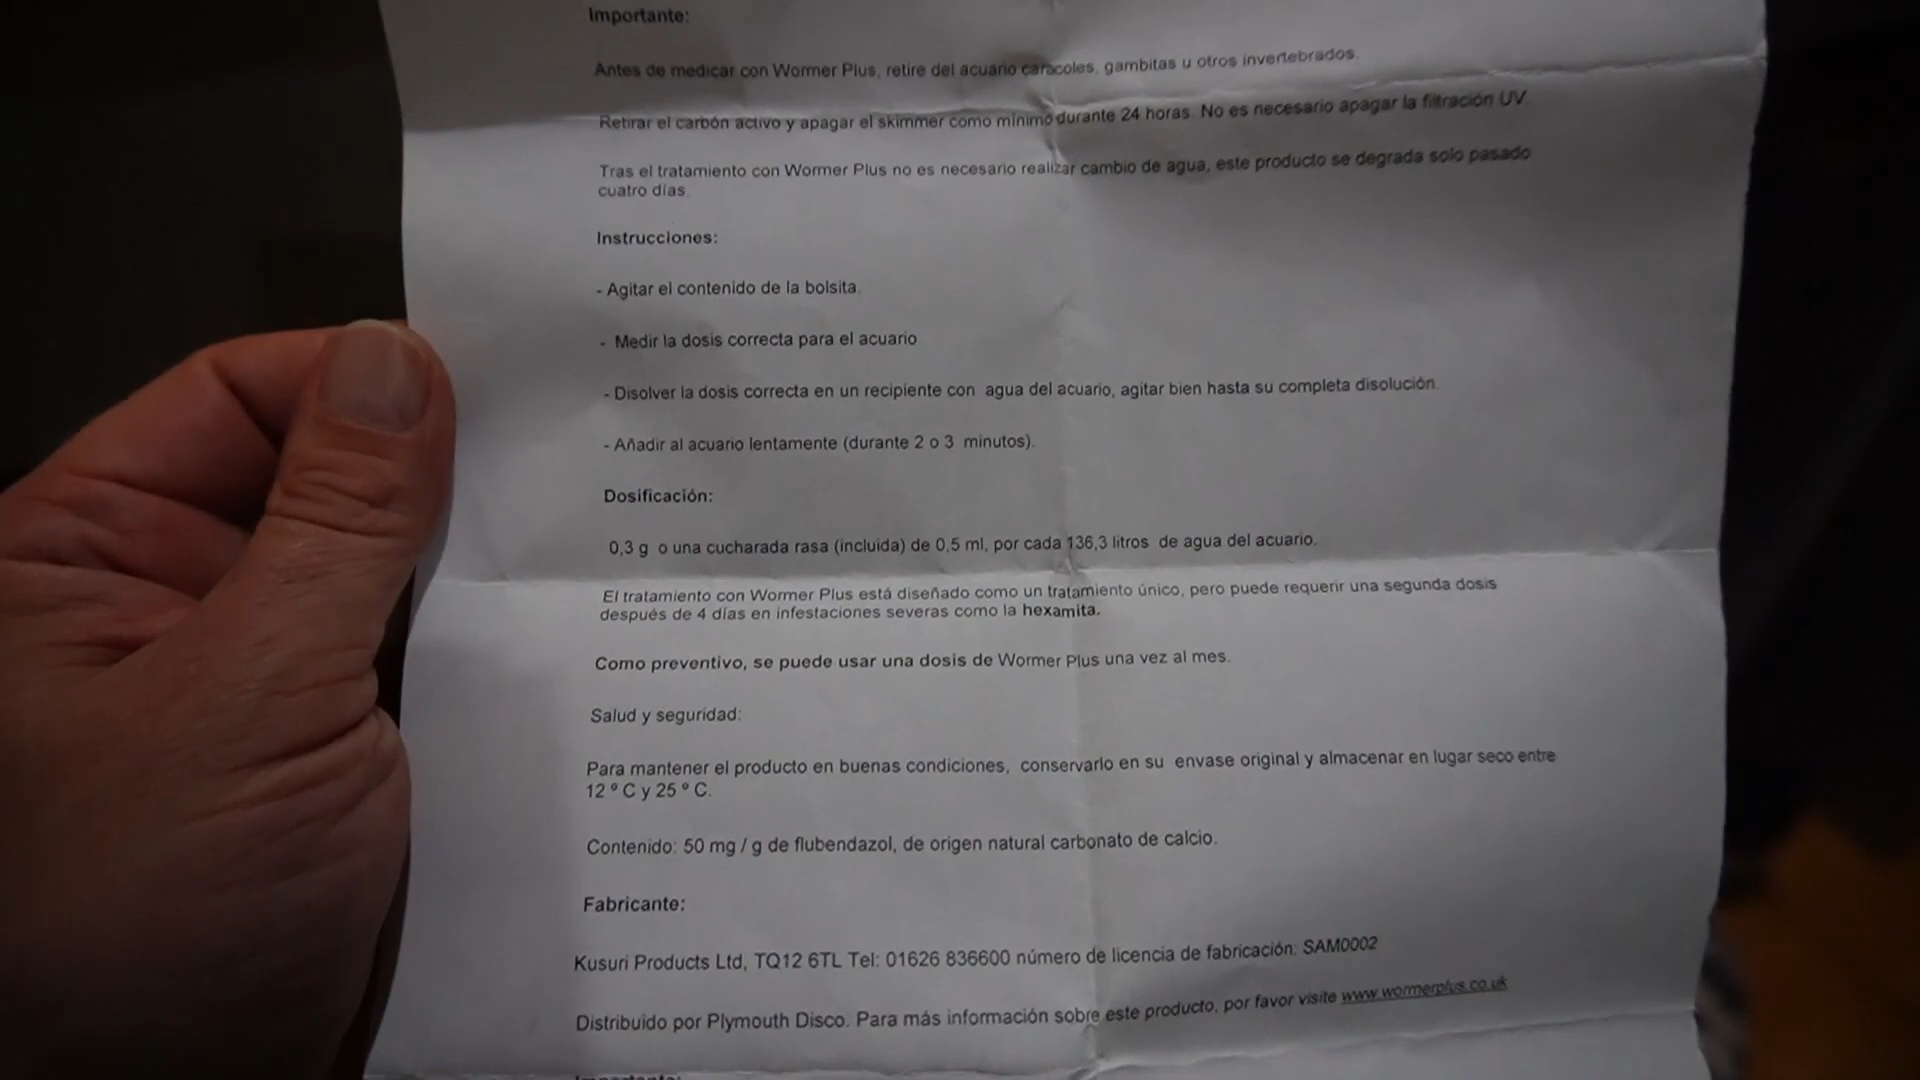 Importante:
Antes de medicar con Wormer Plus, retire del acuario caracoles, gambitas u otros invertebrados.
Retirar el carbón activo y apagar el skimmer como mínimo durante 24 horas. No es necesario apagar la filtración UV.
Tras el tratamiento con Wormer Plus no es necesario realizar cambio de agua, este producto se degrada solo pasado
cuatro días.
Instrucciones:
- Agitar el contenido de la bolsita.
- Medir la dosis correcta para el acuario
- Disolver la dosis correcta en un recipiente con agua del acuario, agitar bien hasta su completa disolución.
- Añadir al acuario lentamente (durante 2 o 3 minutos).
Dosificación:
0,3 g o una cucharada rasa (incluida) de 0,5 ml, por cada 136,3 litros de agua del acuario.
El tratamiento con Wormer Plus está diseñado como un tratamiento único, pero puede requerir una segunda dosis
después de 4 días en infestaciones severas como la hexamita.
Como preventivo, se puede usar una dosis de Wormer Plus una vez al mes.
Salud y seguridad:
Para mantener el producto en buenas condiciones, conservarlo en su envase original y almacenar en lugar seco entre
12 º C y 25 º C.
Contenido: 50 mg / g de flubendazol, de origen natural carbonato de calcio.
Fabricante:
Kusuri Products Ltd, TQ12 6TL Tel: 01626 836600 número de licencia de fabricación: SAM0002
Distribuido por Plymouth Disco. Para más información sobre este producto, por favor visite www.wormerplus.co.uk
Importante: